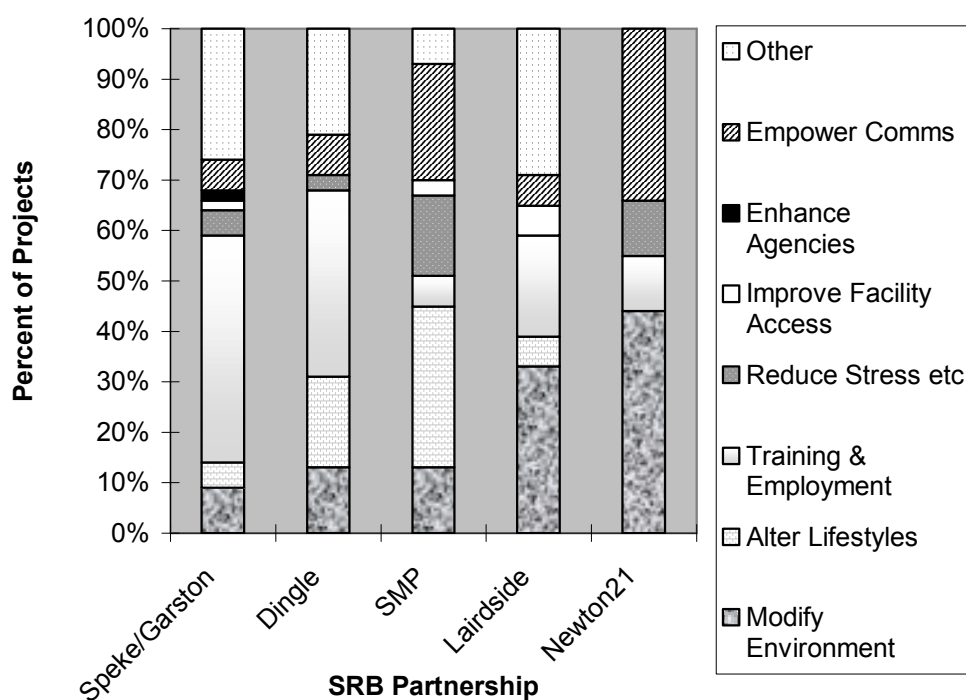 100%
90%
80%
70%
60%
50%
40%
30%
20%
10%
0%
Percent of Projects
Speke/Garston
Dingle
SMP
Lairdside
Newton21
SRB Partnership
Other
Empower Comms
Enhance
Agencies
Improve Facility
Access
Reduce Stress etc
Training &
Employment
Alter Lifestyles
Modify
Environment